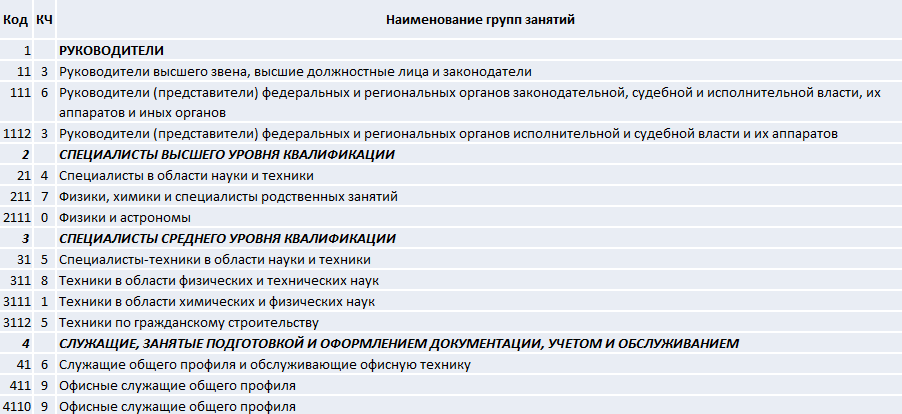 Код КЧ Наименование групп занятий
1 РУКОВОДИТЕЛИ
11 3 Руководители высшего звена, высшие должностные лица и законодатели
111 6 Руководители (представители) федеральных и региональных органов законодательной, судебной и исполнительной власти, их
аппаратов и иных органов
1112 3 Руководители (представители) федеральных и региональных органов исполнительной и судебной власти и их аппаратов
2 СПЕЦИАЛИСТЫ ВЫСШЕГО УРОВНЯ КВАЛИФИКАЦИИ
21 4 Специалисты в области науки и техники
211 7 Физики, химики и специалисты родственных занятий
2111 0 Физики и астрономы
3 СПЕЦИАЛИСТЫ СРЕДНЕГО УРОВНЯ КВАЛИФИКАЦИИ
31 5 Специалисты-техники в области науки и техники
311 8 Техники в области физических и технических наук
3111 1 Техники в области химических и физических наук
3112 5 Техники по гражданскому строительству
4 СЛУЖАЩИЕ, ЗАНЯТЫЕ ПОДГОТОВКОЙ И ОФОРМЛЕНИЕМ ДОКУМЕНТАЦИИ, УЧЕТОМ И ОБСЛУЖИВАНИЕМ
41 6 Служащие общего профиля и обслуживающие офисную технику
411 9 Офисные служащие общего профиля
4110 9 Офисные служащие общего профиля